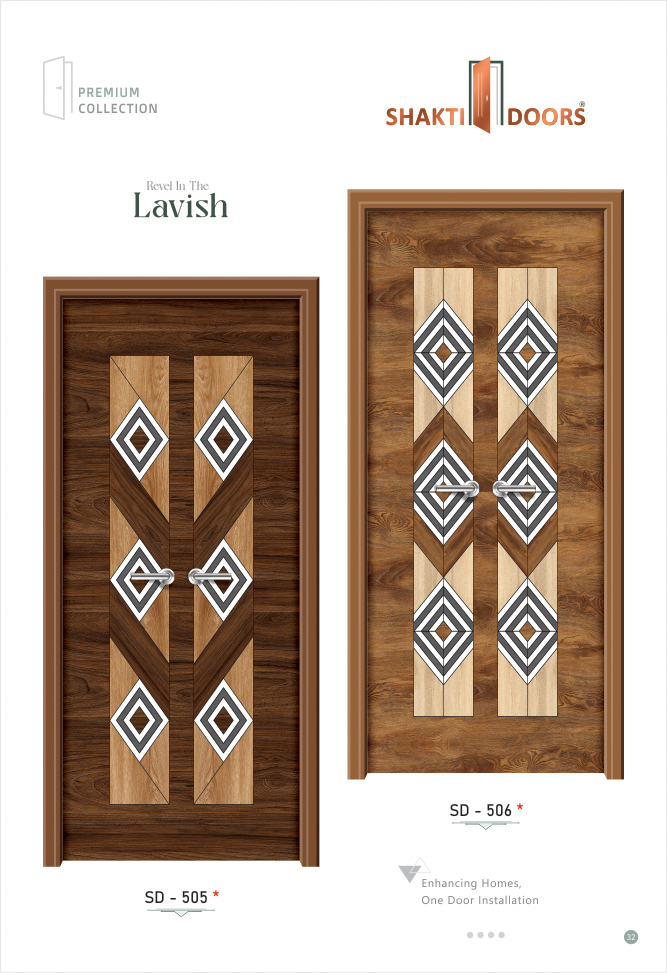 PREMIUM
COLLECTION
SHAKTI DOORS®
Revel In The
Lavish
SD - 506 *
SD - 505 *
Enhancing Homes,
One Door Installation
32